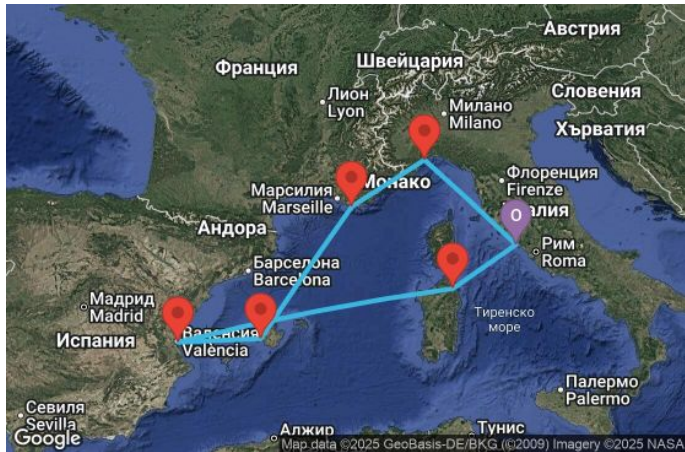 Австрия
Швейцария
Франция
Словения
Лион
Lyon
Милано
Milano
Хърватия
Монако
Марсилия
Marseille
Флоренция
Firenze
O
алия
Андора
Рим
Roma
Барселона
Barcelona
Мадрид
Madrid
Тиренско
море
Валенсия
València
Испания
Палермо
Palermo
Севиля
Sevilla
Алжир
Тунис
Google
Map data ©2025 GeoBasis-DE/BKG (©2009) Imagery ©2025 NASA